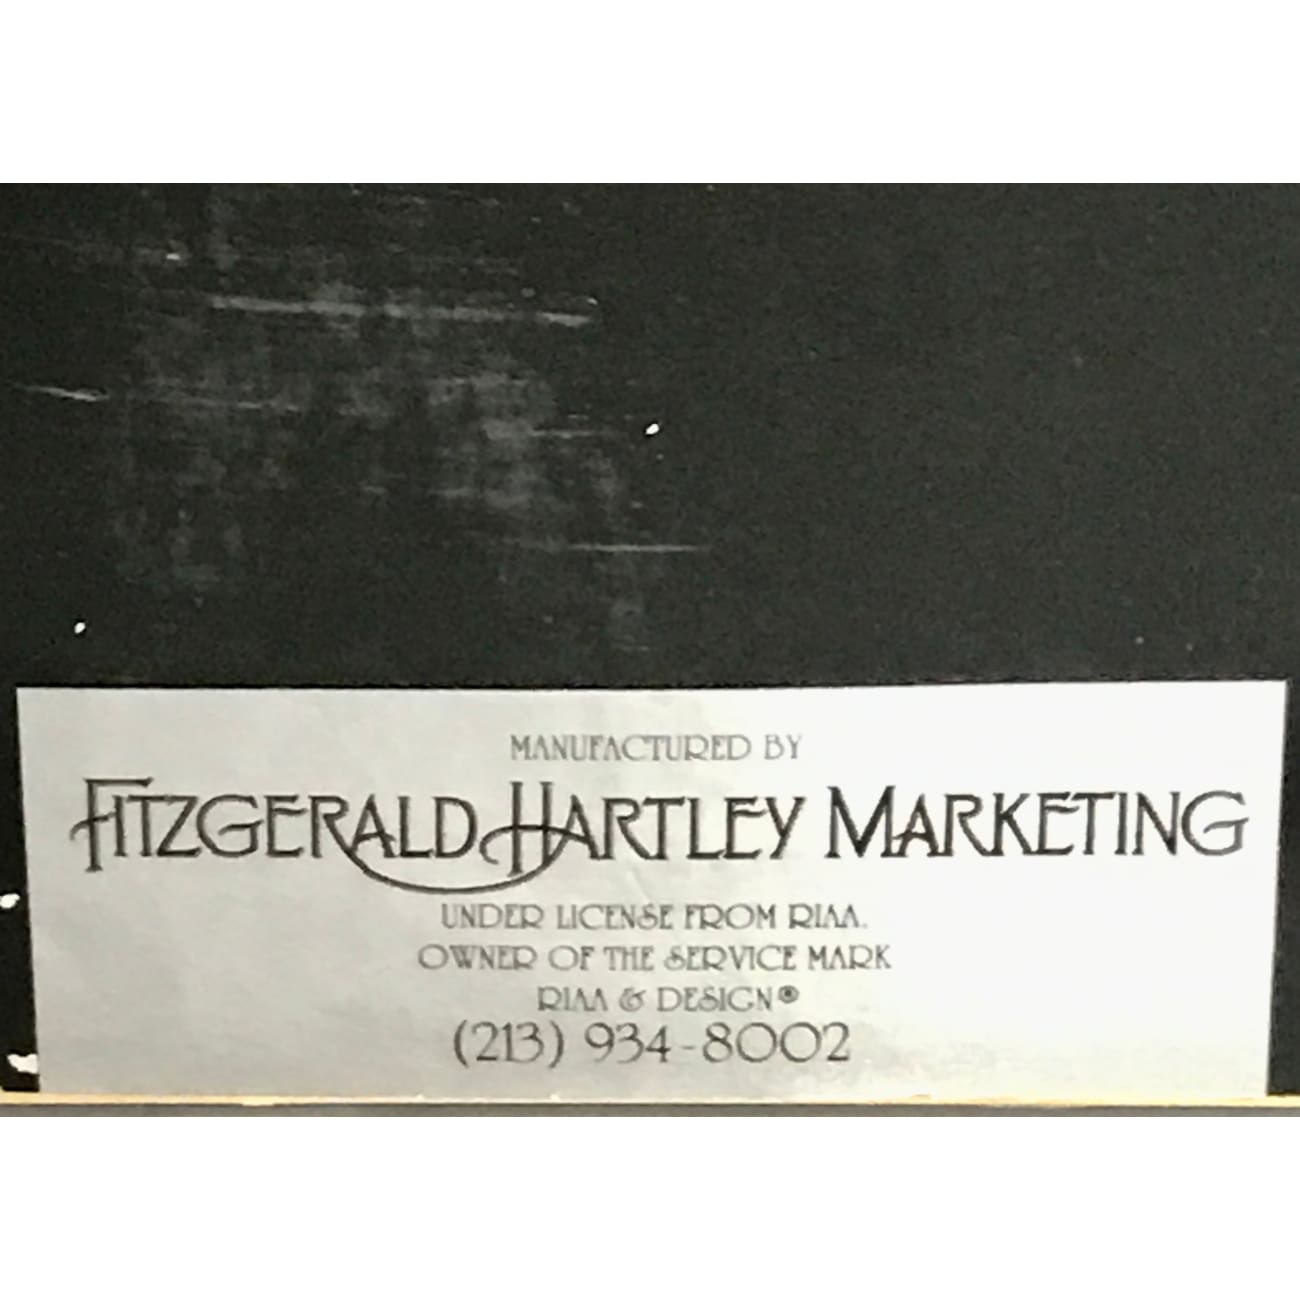 MANUFACTURED BY
FITZGERALD HARTLEY MARKETING
UNDER LICENSE FROM RIAA.
OWNER OF THE SERVICE MARK
RIAA & DESIGN®
(213) 934-8002